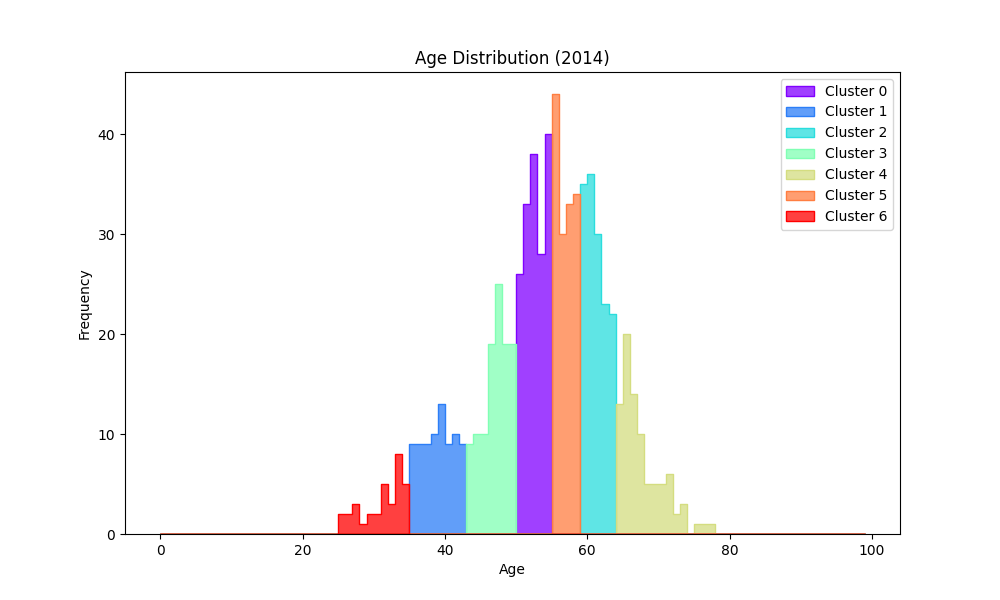 Age Distribution (2014)
Cluster 0
Cluster 1
Cluster 2
Cluster 3
Cluster 4
Cluster 5
Cluster 6
Frequency
40
30
20
10
0
0 20 40 60 80 100
Age